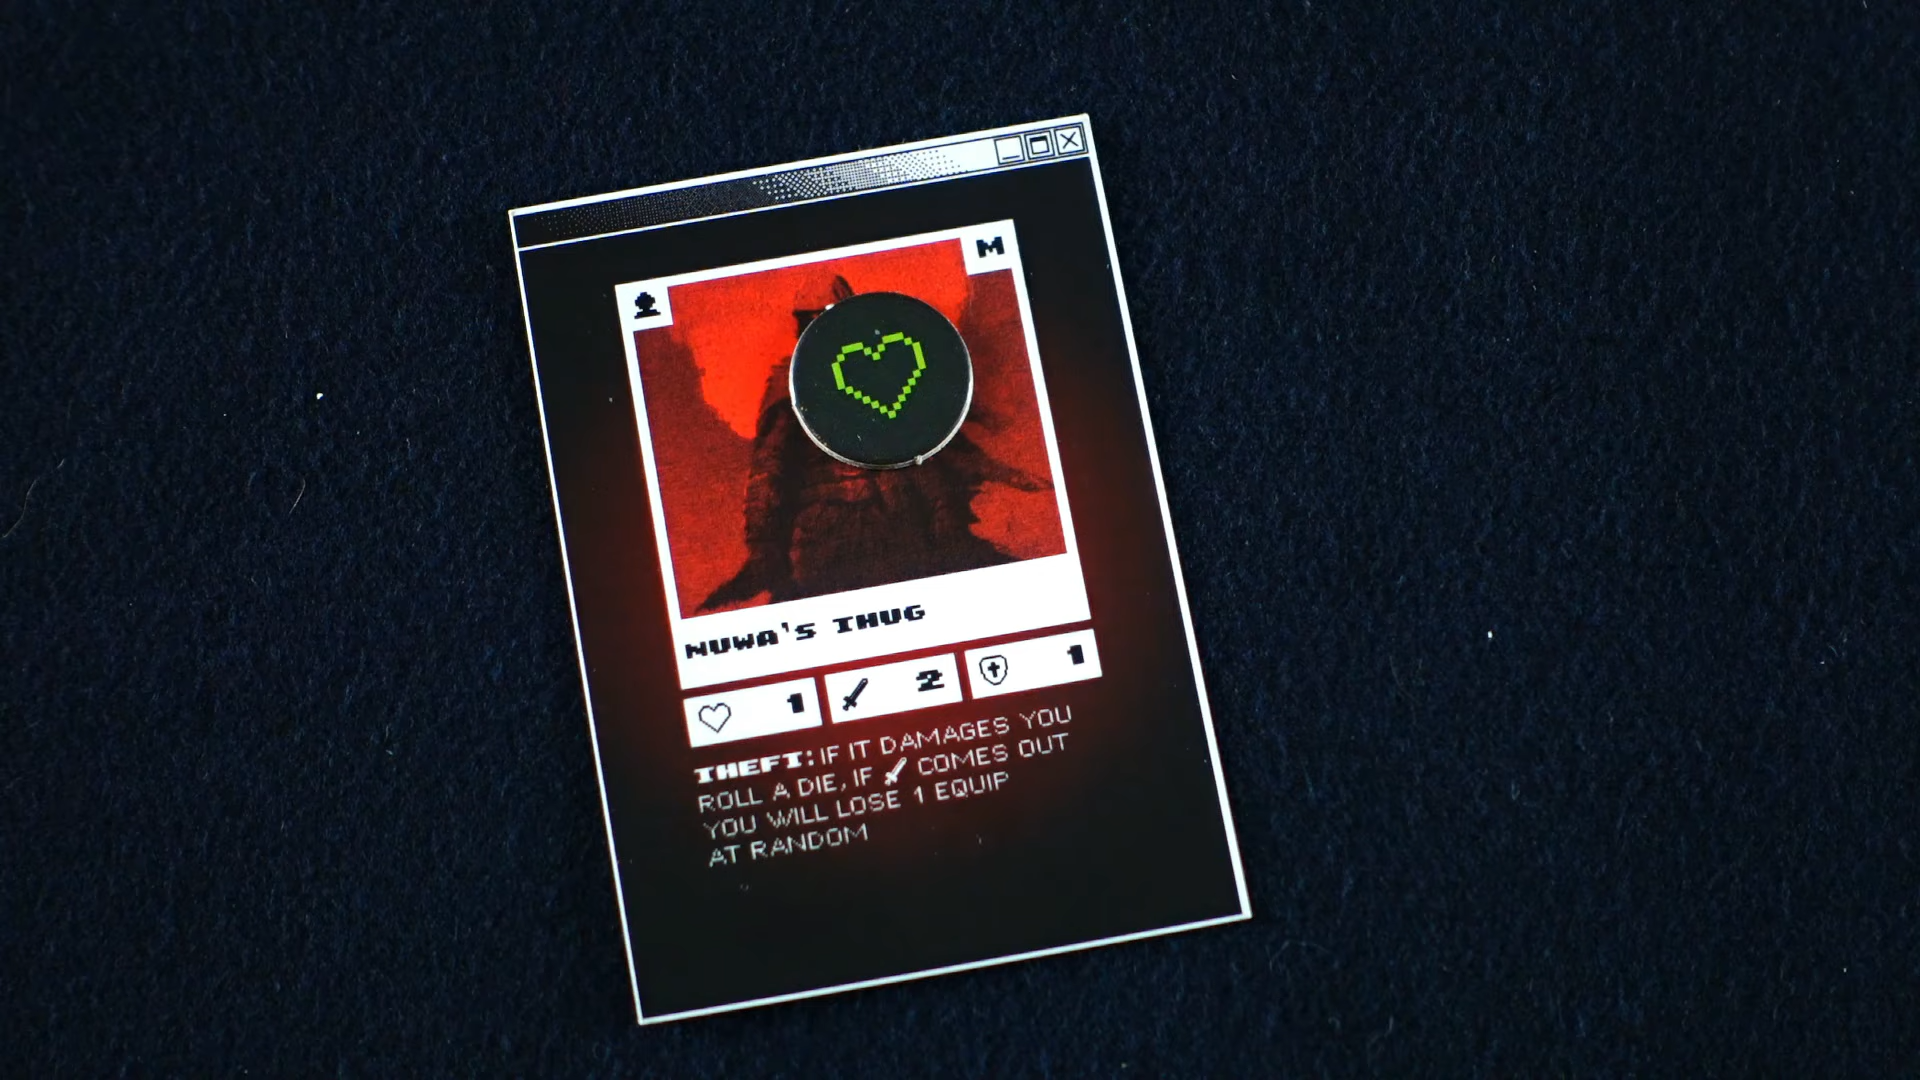 M
NUWA'S THUG
1 2 1
THEFT: IF IT DAMAGES YOU
ROLL A DIE, IF COMES OUT
YOU WILL LOSE 1 EQUIP
AT RANDOM